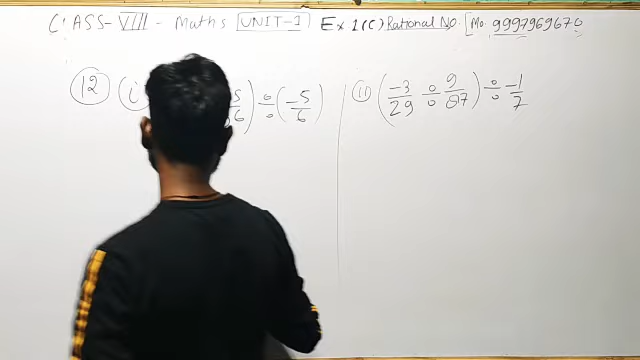 CLASS-VIII - Maths UNIT-1 Ex 1(C) Rational NO. Mo. 9997969670
12 (i 5/6) ÷ (-5/6)
(ii) (-3/29 ÷ 9/87) ÷ -1/7